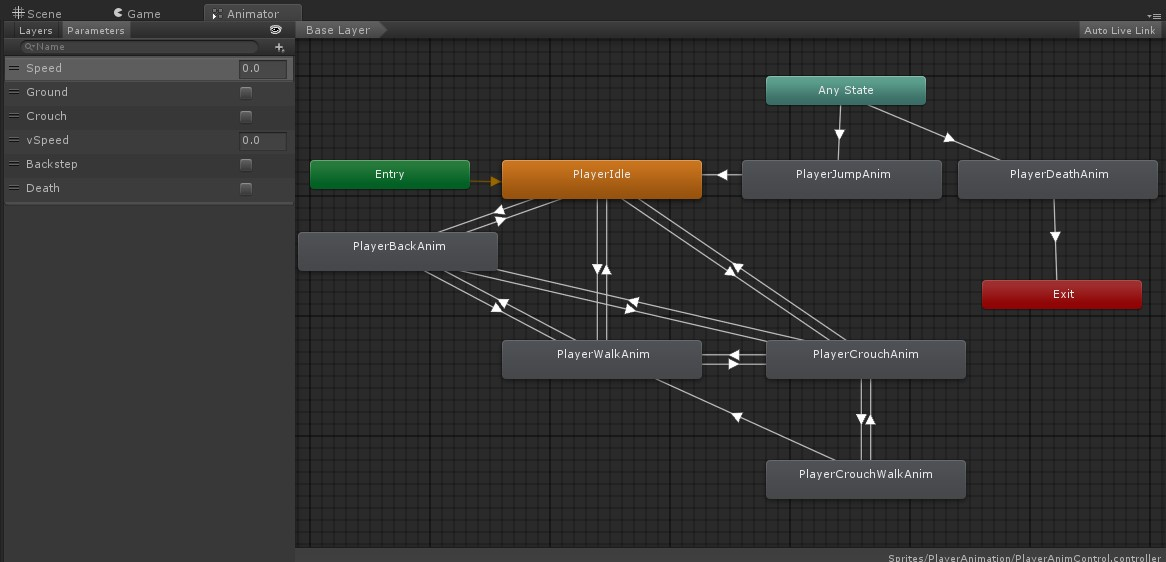 Scene Game Animator
Layers Parameters
Base Layer
Auto Live Link
Name
Speed 0.0
Ground
Crouch
vSpeed 0.0
Backstep
Death
Any State
Entry
PlayerIdle
PlayerJumpAnim
PlayerDeathAnim
PlayerBackAnim
Exit
PlayerWalkAnim
PlayerCrouchAnim
PlayerCrouchWalkAnim
Sprites/PlayerAnimation/PlayerAnimControl.controller